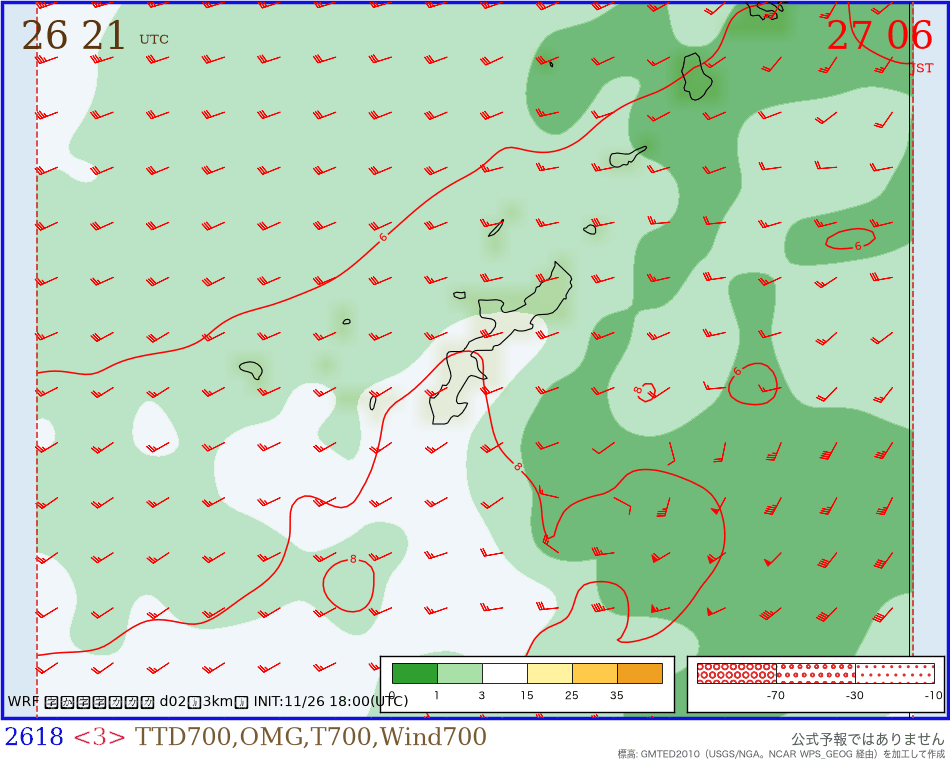 26 21 UTC
27 06 JST
6
6
8
6
8
8
0 1 3 15 25 35
-70 -30 -10
d02 3km INIT:11/26 18:00(UTC)
2618 <3> TTD700,OMG,T700,Wind700
公式予報ではありません
標高: GMTED2010（USGS/NGA。NCAR WPS_GEOG 経由）を加工して作成